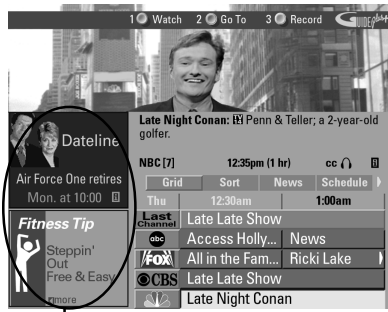 1 Watch 2 Go To 3 Record GUIDE Plus+
Late Night Conan: Penn & Teller; a 2-year-old
golfer.
NBC [7] 12:35pm (1 hr) cc
Dateline
Air Force One retires
Mon. at 10:00
Fitness Tip
Steppin'
Out
Free & Easy
more
Grid Sort News Schedule
Thu 12:30am 1:00am
Last
Channel Late Late Show
abc Access Holly... News
FOX All in the Fam... Ricki Lake
CBS Late Late Show
Late Night Conan